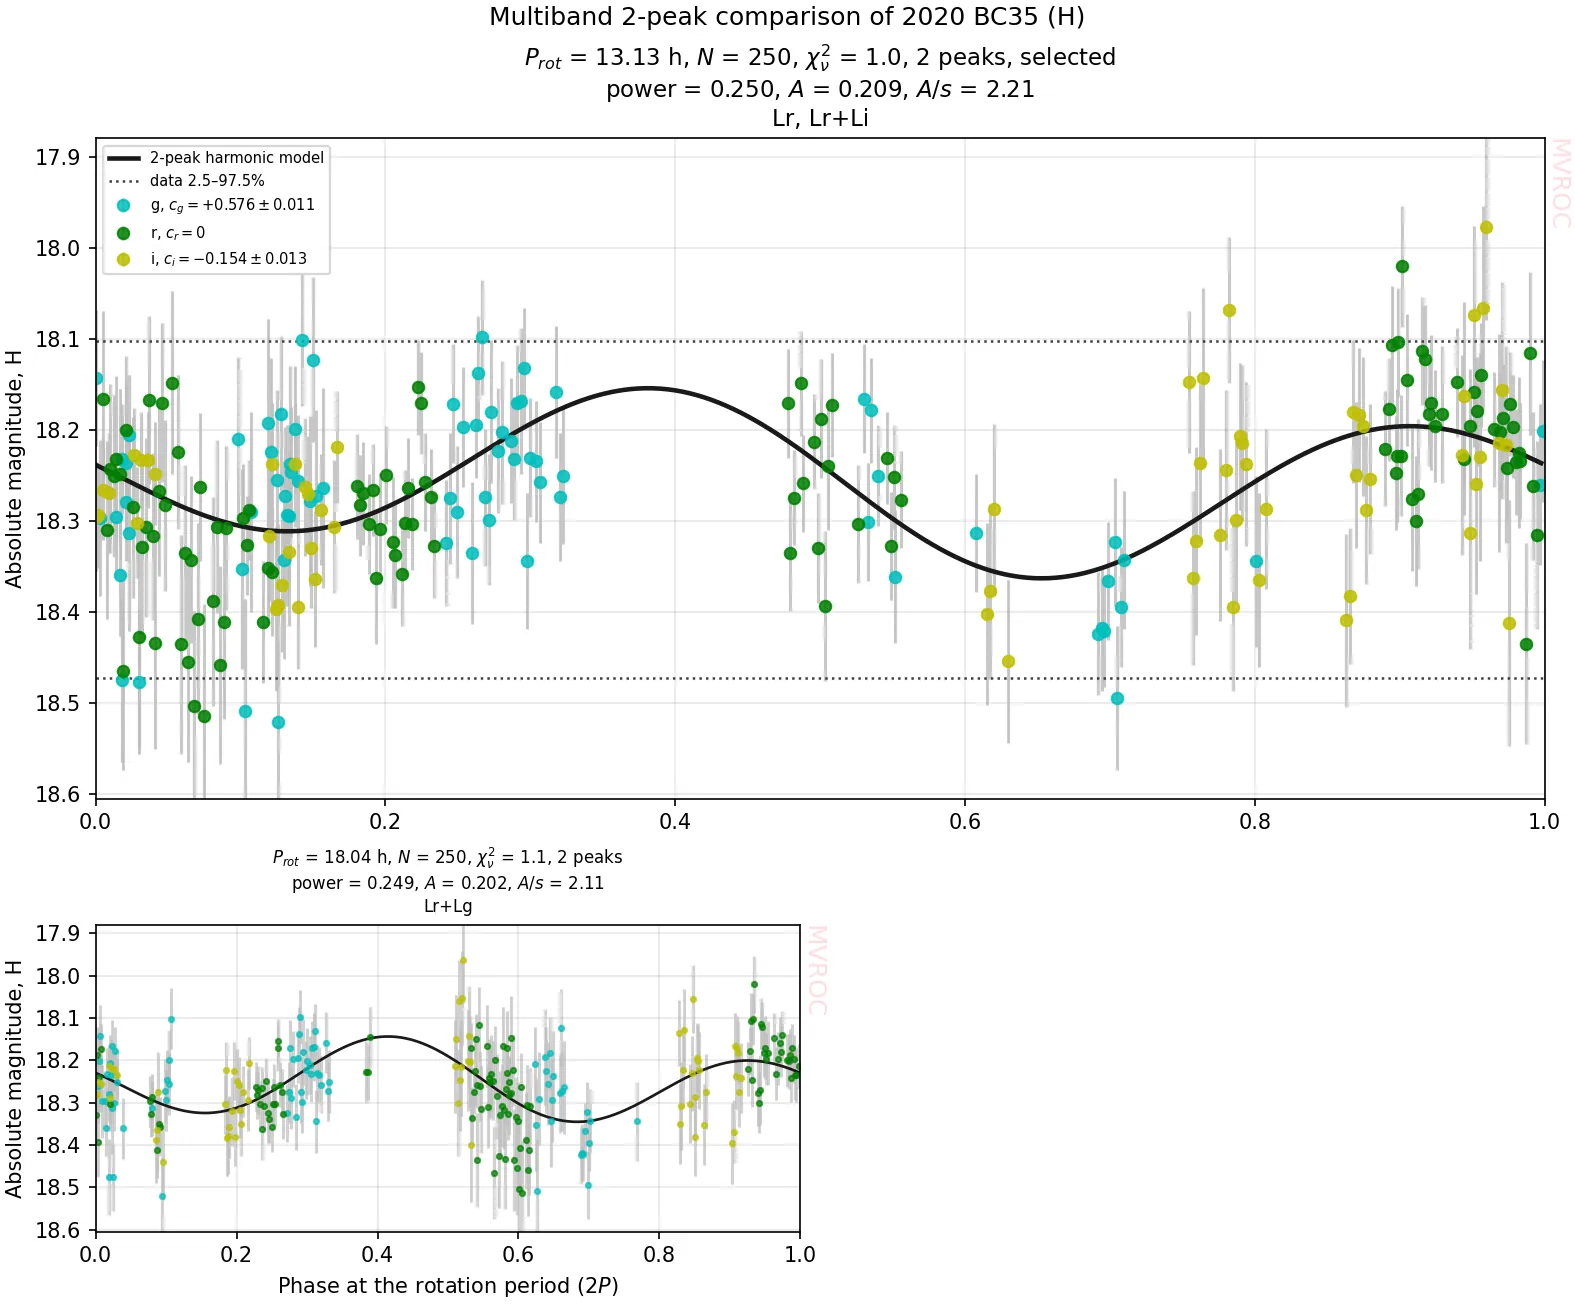 Multiband 2-peak comparison of 2020 BC35 (H)
P_rot = 13.13 h, N = 250, χ²_ν = 1.0, 2 peaks, selected
power = 0.250, A = 0.209, A/s = 2.21
Lr, Lr+Li
2-peak harmonic model
data 2.5–97.5%
g, c_g = +0.576 ± 0.011
r, c_r = 0
i, c_i = −0.154 ± 0.013
MVROC
Absolute magnitude, H
17.9
18.0
18.1
18.2
18.3
18.4
18.5
18.6
0.0 0.2 0.4 0.6 0.8 1.0
P_rot = 18.04 h, N = 250, χ²_ν = 1.1, 2 peaks
power = 0.249, A = 0.202, A/s = 2.11
Lr+Lg
MVROC
Absolute magnitude, H
17.9
18.0
18.1
18.2
18.3
18.4
18.5
18.6
0.0 0.2 0.4 0.6 0.8 1.0
Phase at the rotation period (2P)